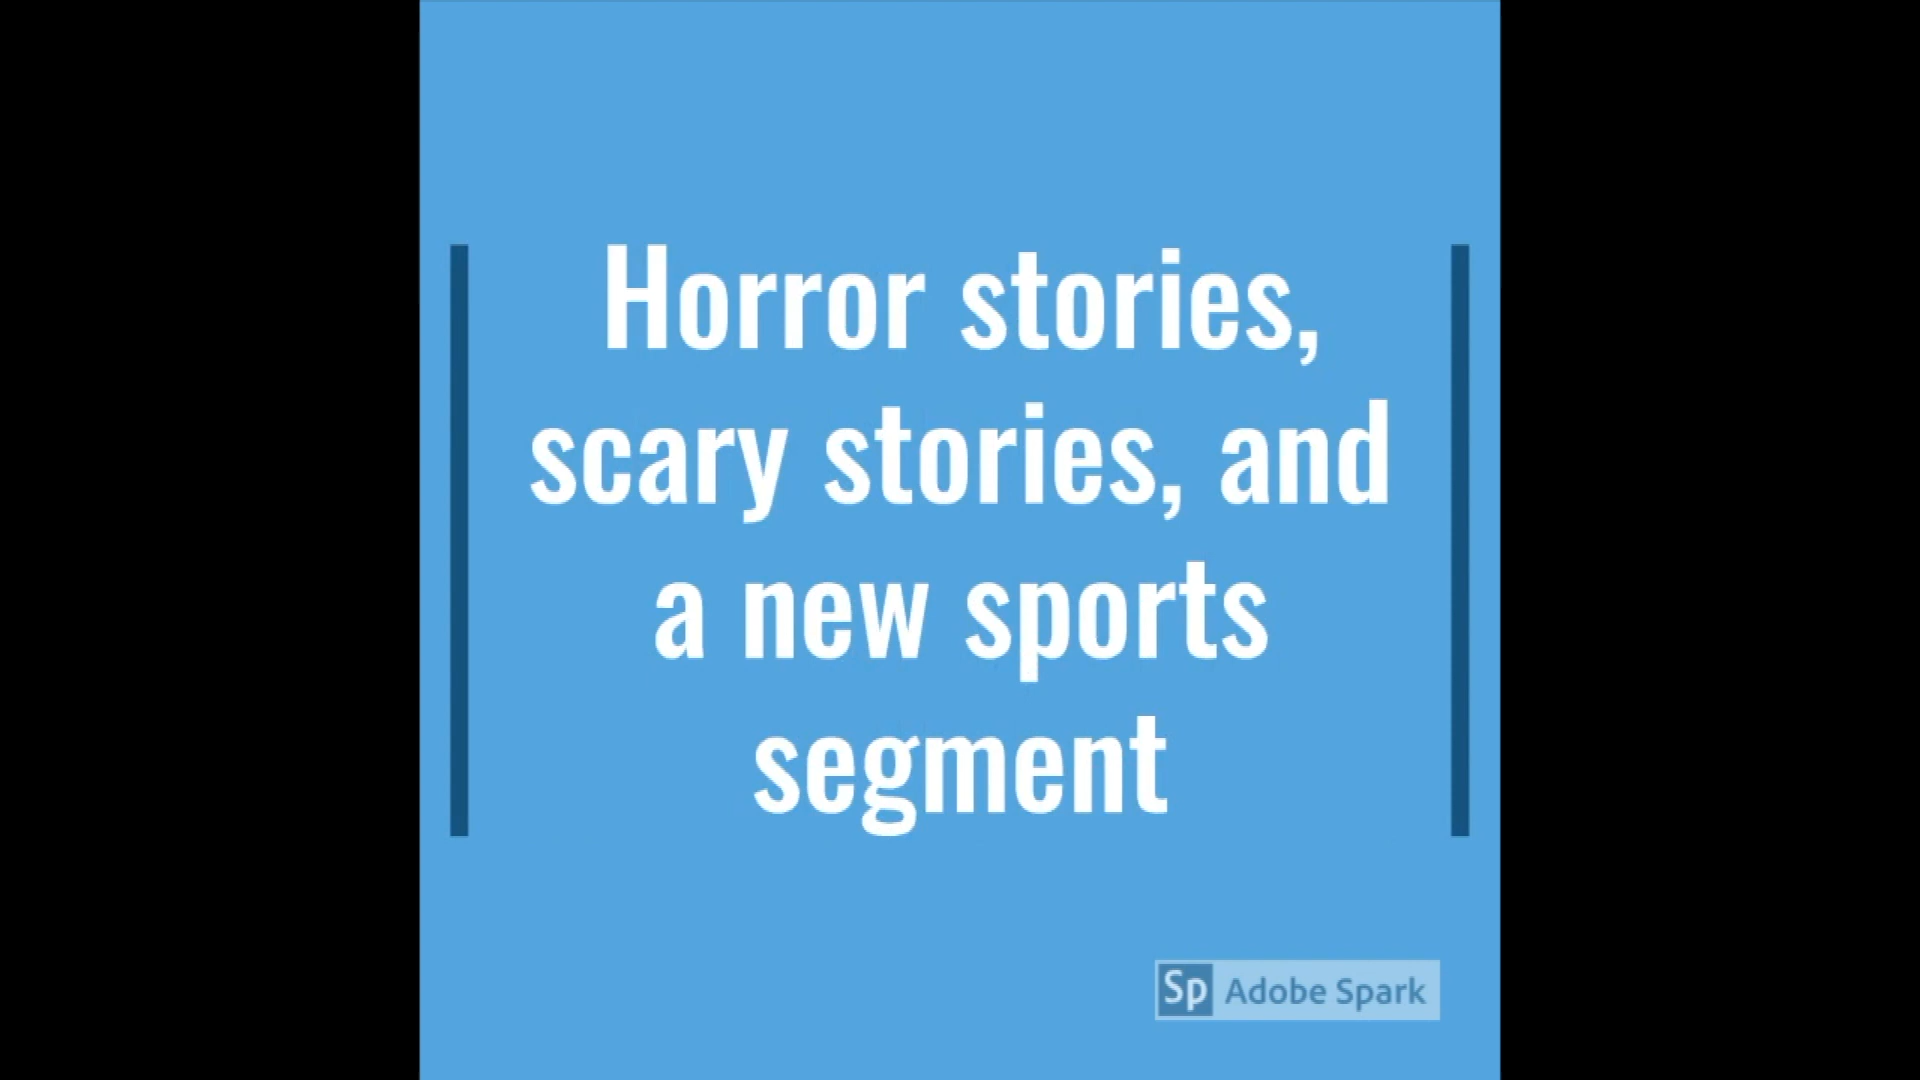 Horror stories,
scary stories, and
a new sports
segment
Sp Adobe Spark